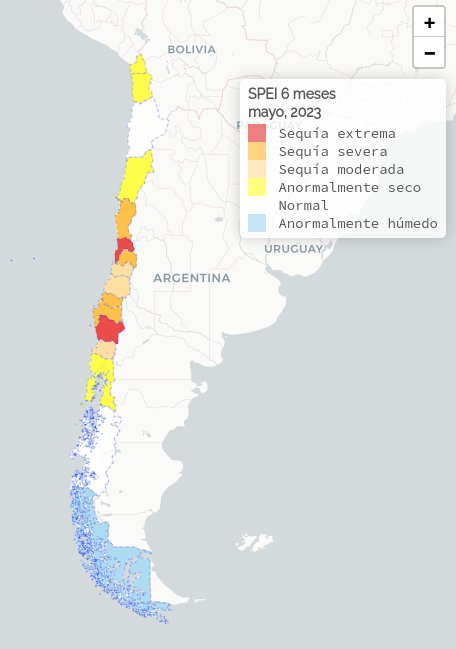 BOLIVIA
+
−
SPEI 6 meses
mayo, 2023
PARAGUAY
Sequía extrema
Sequía severa
Sequía moderada
Anormalmente seco
Normal
Anormalmente húmedo
URUGUAY
ARGENTINA